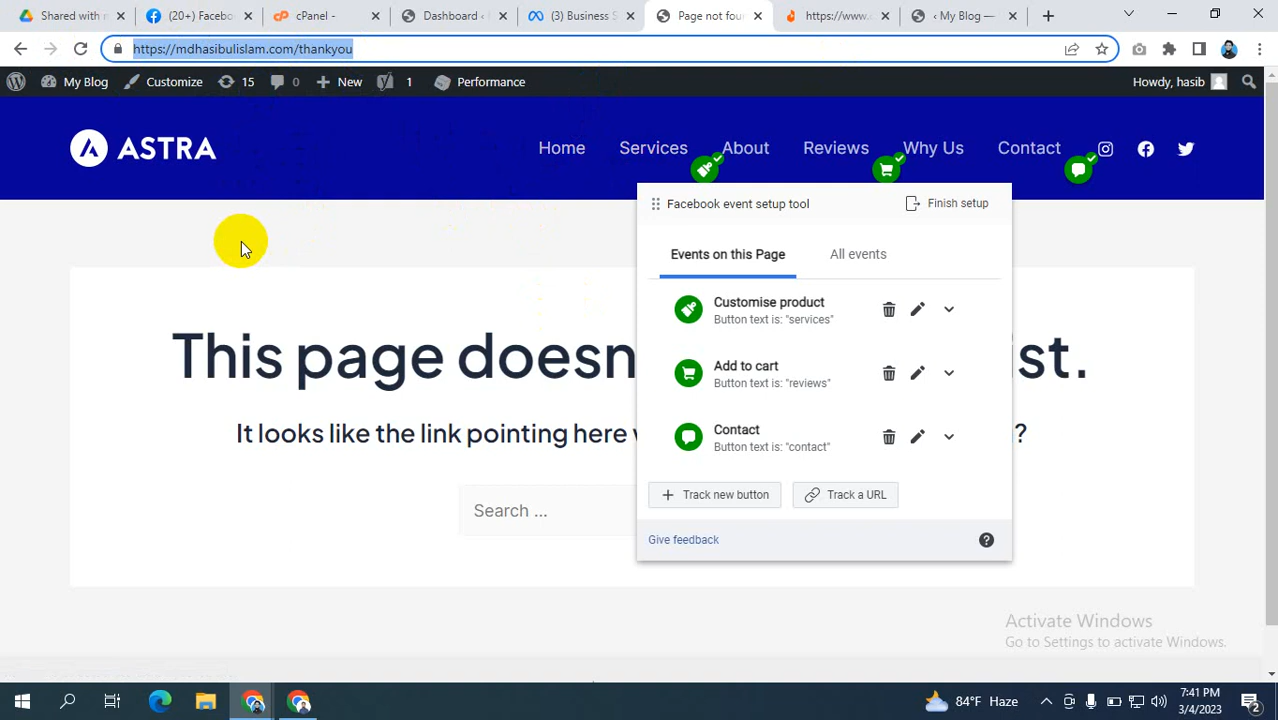 Shared with m
(20+) Facebo
cPanel -
Dashboard ‹
(3) Business S
Page not fou
https://www.
‹ My Blog —
https://mdhasibulislam.com/thankyou
My Blog
Customize
15
0
New
1
Performance
Howdy, hasib
ASTRA
Home
Services
About
Reviews
Why Us
Contact
Facebook event setup tool
Finish setup
Events on this Page
All events
Customise product
Button text is: "services"
Add to cart
Button text is: "reviews"
Contact
Button text is: "contact"
Track new button
Track a URL
Give feedback
This page doesn
ist.
It looks like the link pointing here
?
Search ...
Activate Windows
Go to Settings to activate Windows.
84°F Haze
7:41 PM
3/4/2023
2